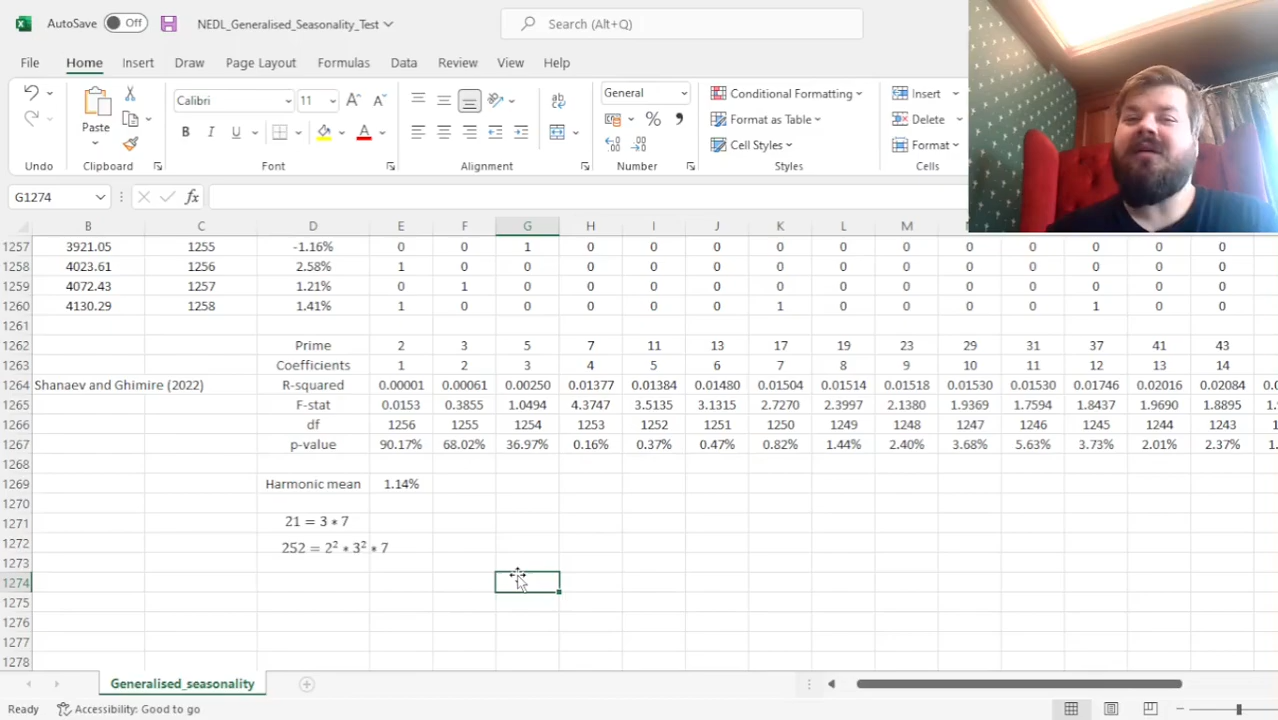 AutoSave Off NEDL_Generalised_Seasonality_Test Search (Alt+Q)
File Home Insert Draw Page Layout Formulas Data Review View Help
Calibri 11 General Conditional Formatting Insert
Paste B I U A % Format as Table Delete
Cell Styles Format
Undo Clipboard Font Alignment Number Styles Cells
G1274 fx
B C D E F G H I J K L M
1257 3921.05 1255 -1.16% 0 0 1 0 0 0 0 0 0 0 0 0 0
1258 4023.61 1256 2.58% 1 0 0 0 0 0 0 0 0 0 0 0 0
1259 4072.43 1257 1.21% 0 1 0 0 0 0 0 0 0 0 0 0 0
1260 4130.29 1258 1.41% 1 0 0 0 0 0 1 0 0 0 0 1 0 0
1261
1262 Prime 2 3 5 7 11 13 17 19 23 29 31 37 41 43
1263 Coefficients 1 2 3 4 5 6 7 8 9 10 11 12 13 14
1264 Shanaev and Ghimire (2022) R-squared 0.00001 0.00061 0.00250 0.01377 0.01384 0.01480 0.01504 0.01514 0.01518 0.01530 0.01530 0.01746 0.02016 0.02084 0.0
1265 F-stat 0.0153 0.3855 1.0494 4.3747 3.5135 3.1315 2.7270 2.3997 2.1380 1.9369 1.7594 1.8437 1.9690 1.8895 1.9
1266 df 1256 1255 1254 1253 1252 1251 1250 1249 1248 1247 1246 1245 1244 1243 1
1267 p-value 90.17% 68.02% 36.97% 0.16% 0.37% 0.47% 0.82% 1.44% 2.40% 3.68% 5.63% 3.73% 2.01% 2.37% 1.
1268
1269 Harmonic mean 1.14%
1270
1271 21 = 3 * 7
1272 252 = 2² * 3² * 7
1273
1274
1275
1276
1277
1278
Generalised_seasonality
Ready Accessibility: Good to go